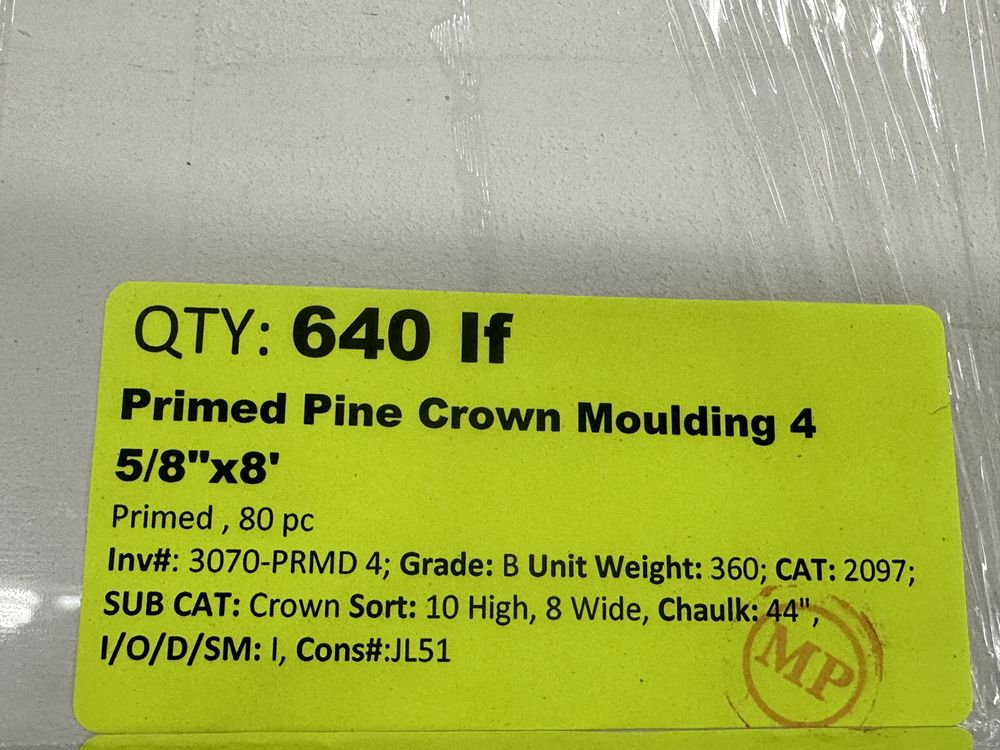 QTY: 640 lf
Primed Pine Crown Moulding 4
5/8"x8'
Primed , 80 pc
Inv#: 3070-PRMD 4; Grade: B Unit Weight: 360; CAT: 2097;
SUB CAT: Crown Sort: 10 High, 8 Wide, Chaulk: 44",
I/O/D/SM: I, Cons#:JL51
MP